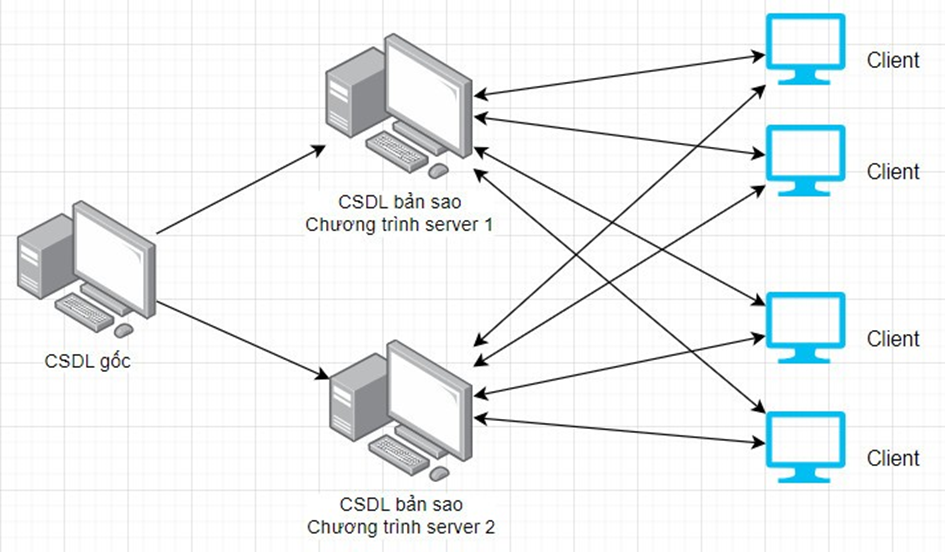 Client
Client
CSDL bản sao
Chương trình server 1
CSDL gốc
Client
Client
CSDL bản sao
Chương trình server 2